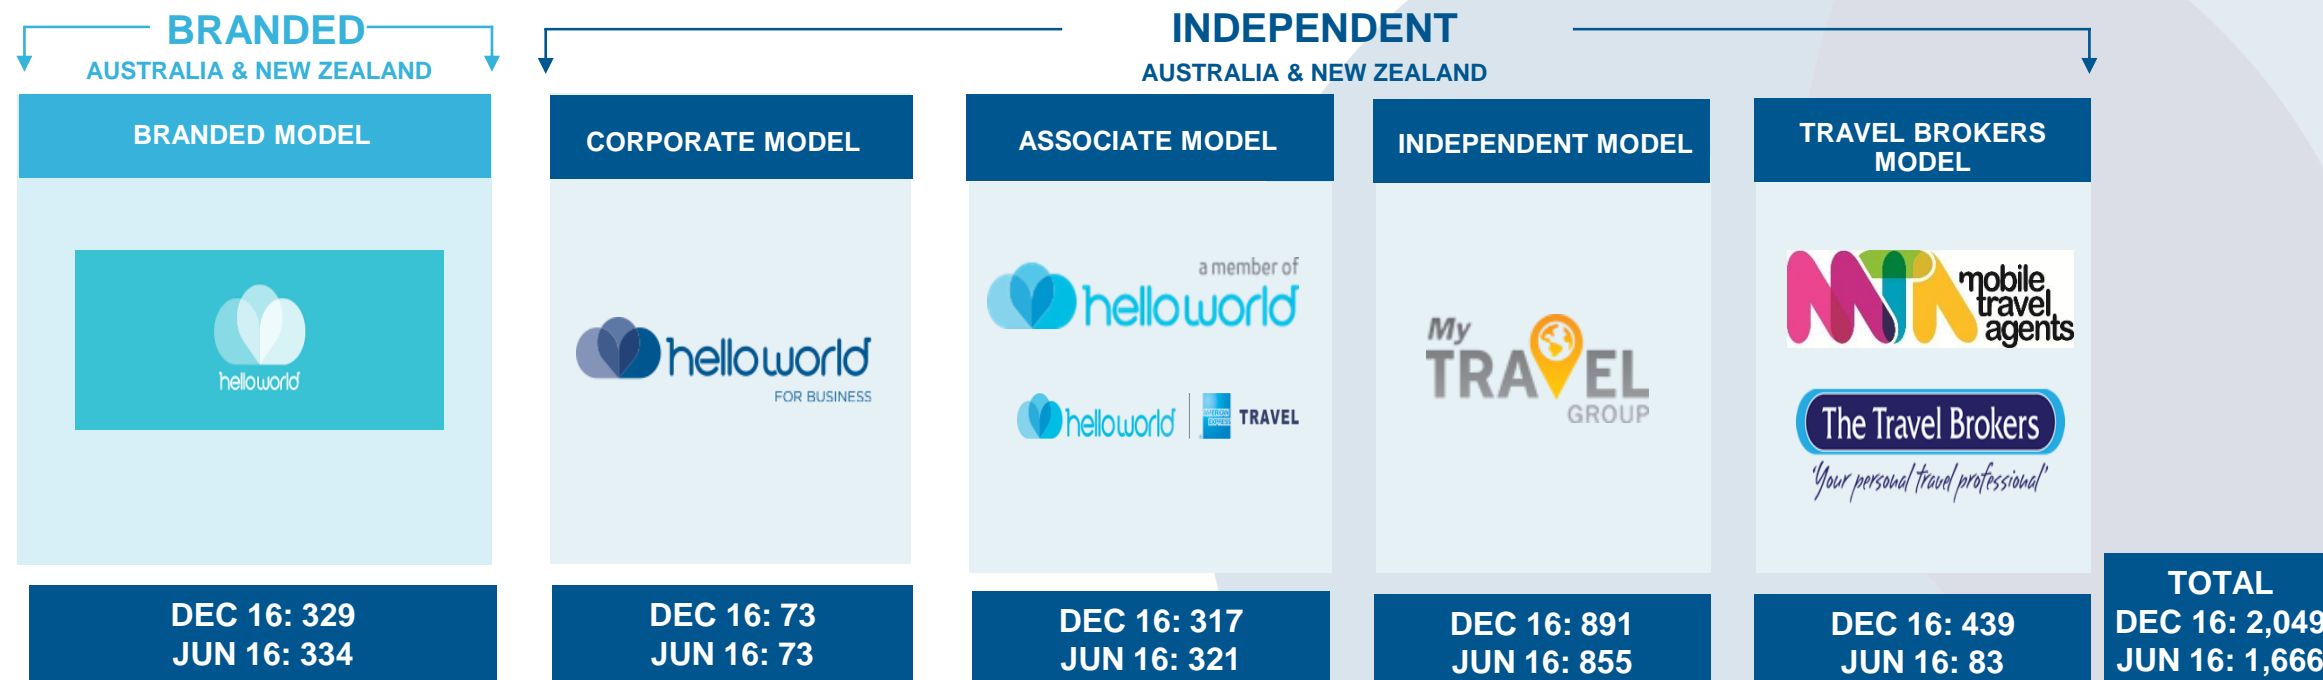 BRANDED
AUSTRALIA & NEW ZEALAND
INDEPENDENT
AUSTRALIA & NEW ZEALAND
BRANDED MODEL
helloworld
DEC 16: 329
JUN 16: 334
CORPORATE MODEL
helloworld
FOR BUSINESS
DEC 16: 73
JUN 16: 73
ASSOCIATE MODEL
a member of
helloworld
helloworld AMERICAN EXPRESS TRAVEL
DEC 16: 317
JUN 16: 321
INDEPENDENT MODEL
My
TRAVEL
GROUP
DEC 16: 891
JUN 16: 855
TRAVEL BROKERS
MODEL
MTA mobile
travel
agents
The Travel Brokers
'Your personal travel professional'
DEC 16: 439
JUN 16: 83
TOTAL
DEC 16: 2,049
JUN 16: 1,666